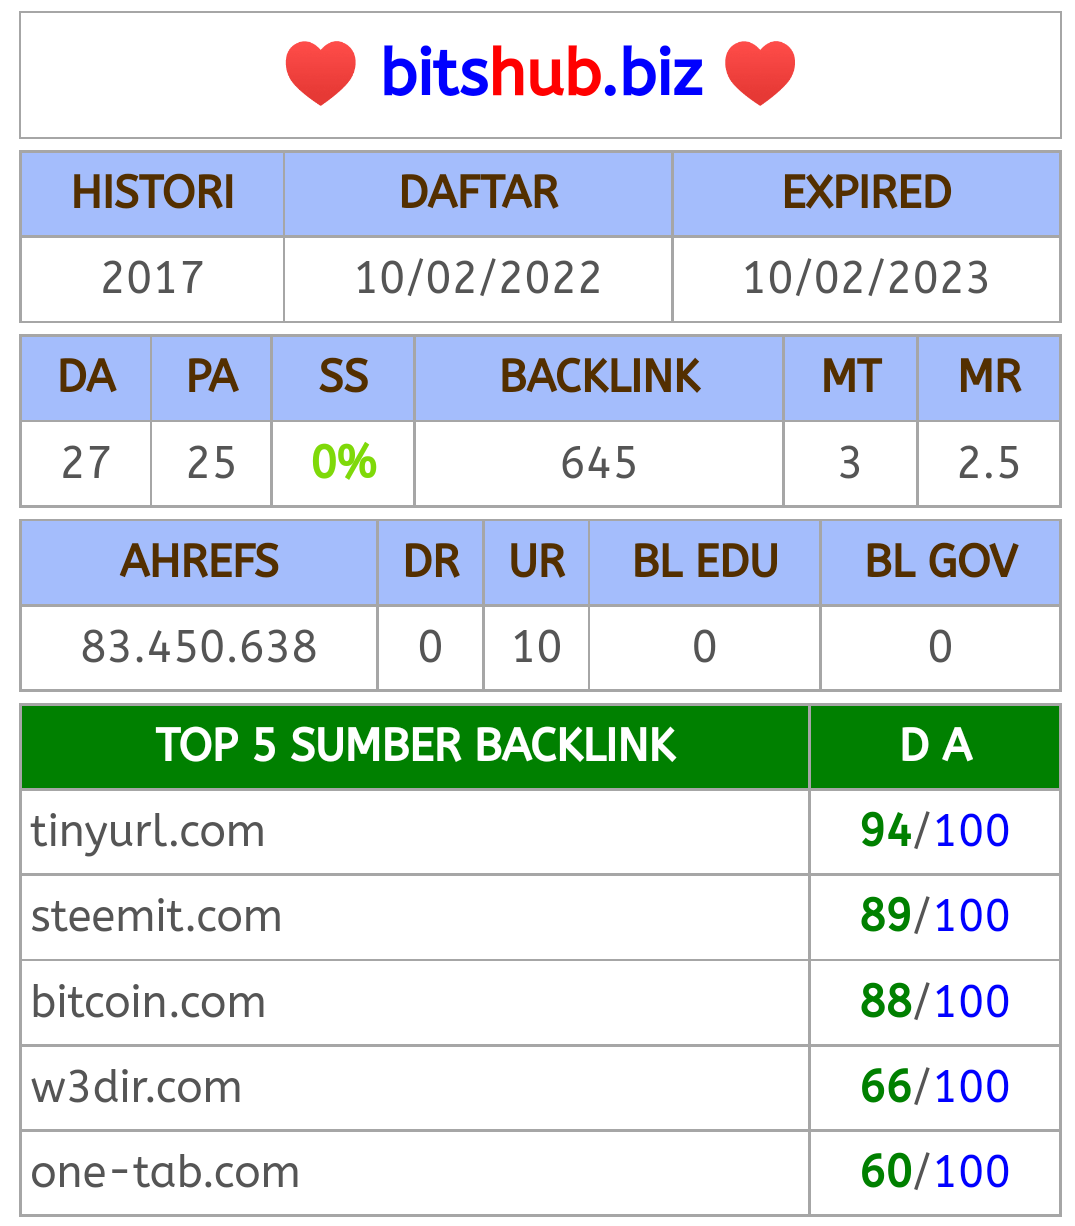 bitshub.biz
HISTORI DAFTAR EXPIRED
2017 10/02/2022 10/02/2023
DA PA SS BACKLINK MT MR
27 25 0% 645 3 2.5
AHREFS DR UR BL EDU BL GOV
83.450.638 0 10 0 0
TOP 5 SUMBER BACKLINK D A
tinyurl.com 94/100
steemit.com 89/100
bitcoin.com 88/100
w3dir.com 66/100
one-tab.com 60/100